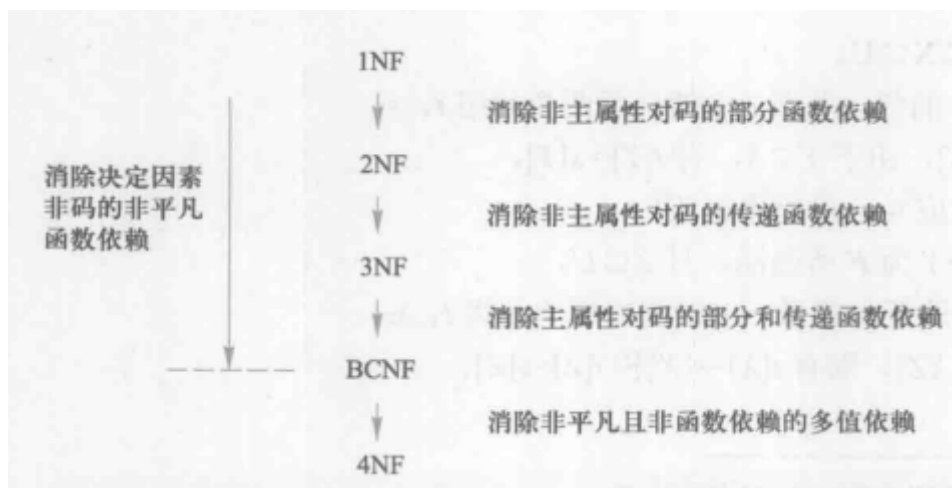 1NF
消除非主属性对码的部分函数依赖
2NF
消除决定因素
非码的非平凡
函数依赖
消除非主属性对码的传递函数依赖
3NF
消除主属性对码的部分和传递函数依赖
BCNF
消除非平凡且非函数依赖的多值依赖
4NF